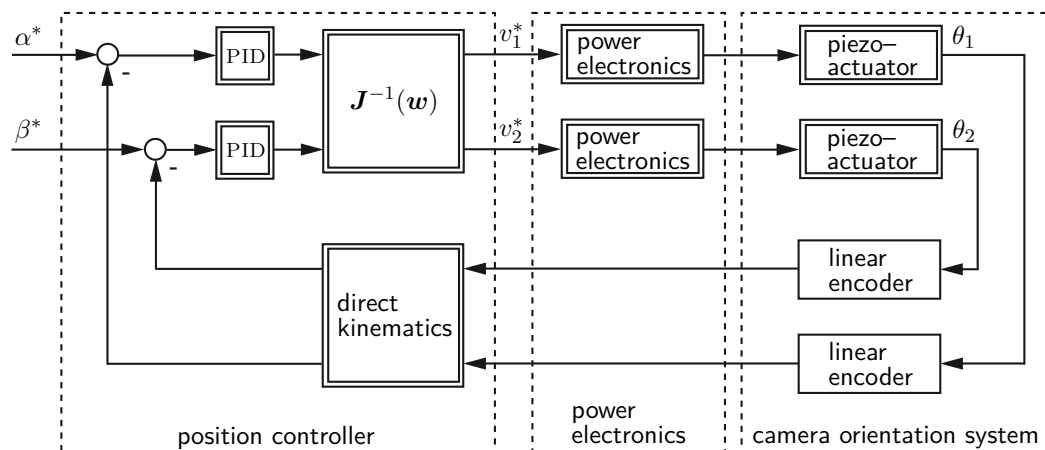 α*
-
PID
J⁻¹(w)
v₁*
power
electronics
piezo–
actuator
θ₁
β*
-
PID
v₂*
power
electronics
piezo-
actuator
θ₂
direct
kinematics
linear
encoder
linear
encoder
position controller
power
electronics
camera orientation system